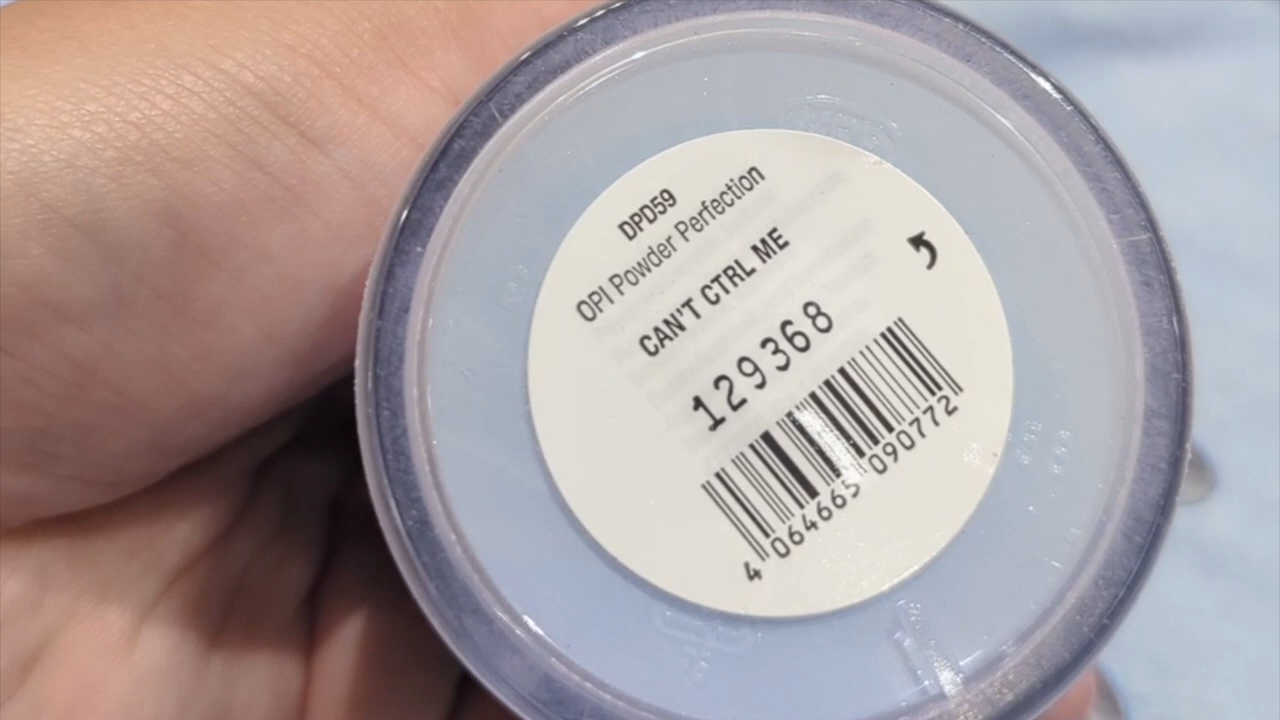 DPD59
OPI Powder Perfection
CAN'T CTRL ME
129368
4 064665 090772